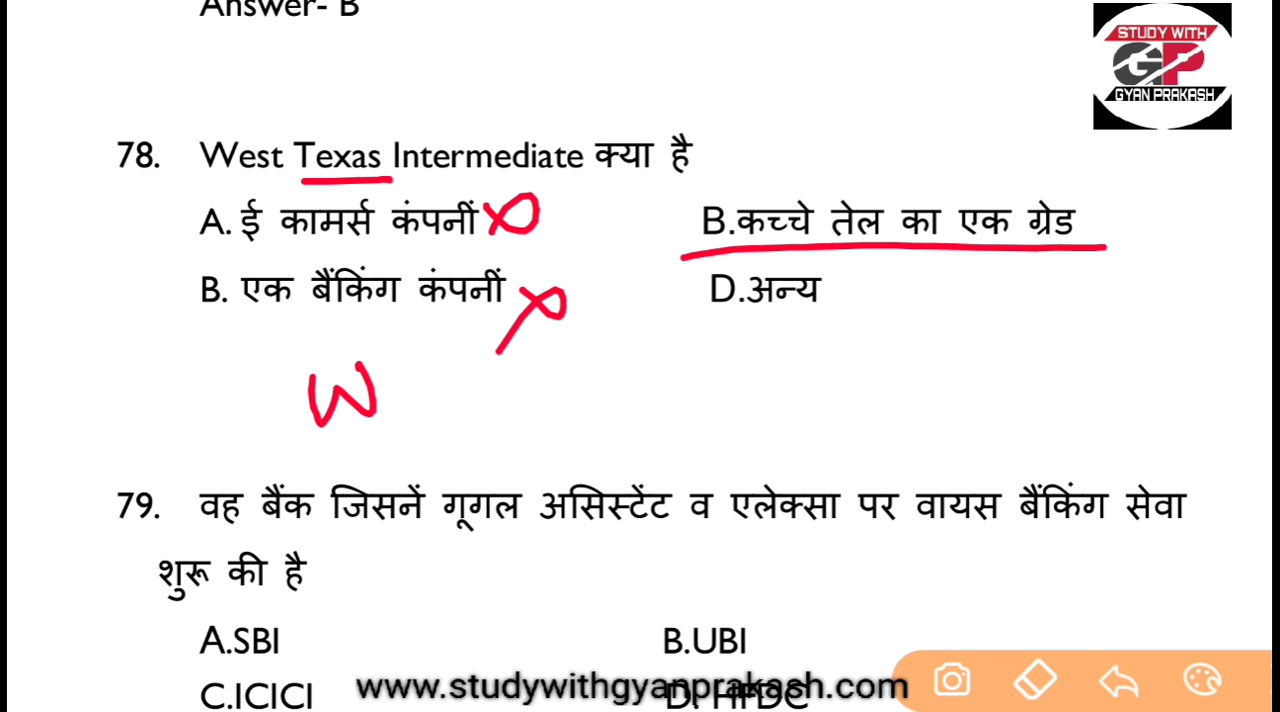 Answer- B
STUDY WITH
GP
GYAN PRAKASH
78. West Texas Intermediate क्या है
A. ई कामर्स कंपनीं B.कच्चे तेल का एक ग्रेड
B. एक बैंकिंग कंपनीं D.अन्य
W
79. वह बैंक जिसनें गूगल असिस्टेंट व एलेक्सा पर वायस बैंकिंग सेवा
शुरू की है
A.SBI B.UBI
C.ICICI D. HFDC
www.studywithgyanprakash.com